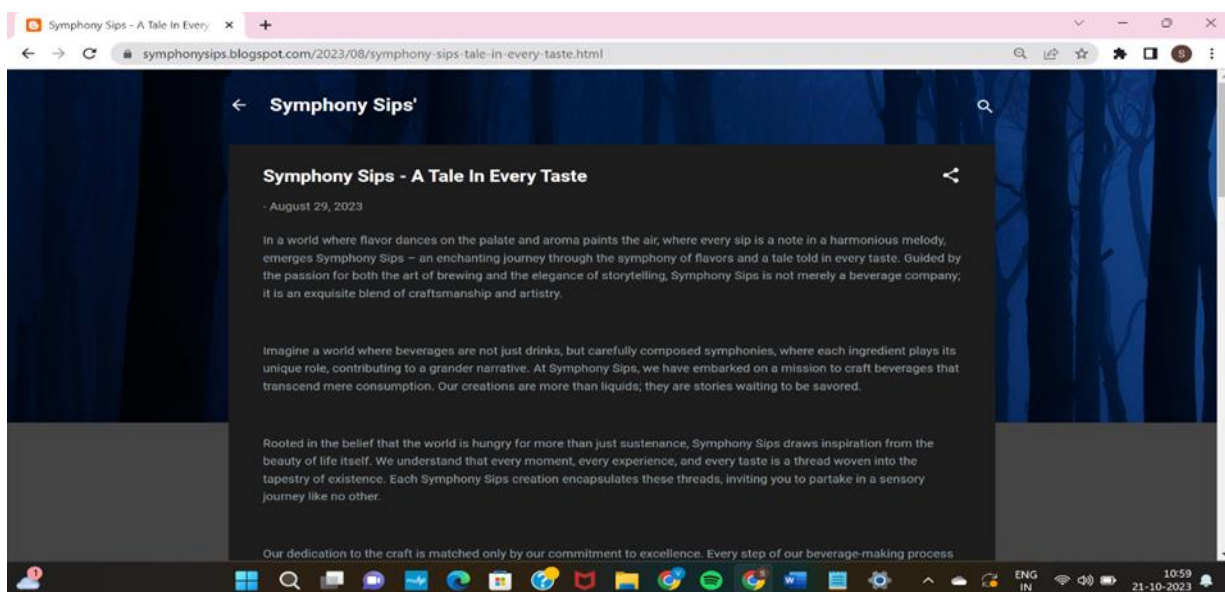 Symphony Sips - A Tale In Every
symphonysips.blogspot.com/2023/08/symphony-sips-tale-in-every-taste.html
S
Symphony Sips'
Symphony Sips - A Tale In Every Taste
- August 29, 2023
In a world where flavor dances on the palate and aroma paints the air, where every sip is a note in a harmonious melody,
emerges Symphony Sips – an enchanting journey through the symphony of flavors and a tale told in every taste. Guided by
the passion for both the art of brewing and the elegance of storytelling, Symphony Sips is not merely a beverage company;
it is an exquisite blend of craftsmanship and artistry.
Imagine a world where beverages are not just drinks, but carefully composed symphonies, where each ingredient plays its
unique role, contributing to a grander narrative. At Symphony Sips, we have embarked on a mission to craft beverages that
transcend mere consumption. Our creations are more than liquids; they are stories waiting to be savored.
Rooted in the belief that the world is hungry for more than just sustenance, Symphony Sips draws inspiration from the
beauty of life itself. We understand that every moment, every experience, and every taste is a thread woven into the
tapestry of existence. Each Symphony Sips creation encapsulates these threads, inviting you to partake in a sensory
journey like no other.
Our dedication to the craft is matched only by our commitment to excellence. Every step of our beverage-making process
1
ENG
IN
10:59
21-10-2023